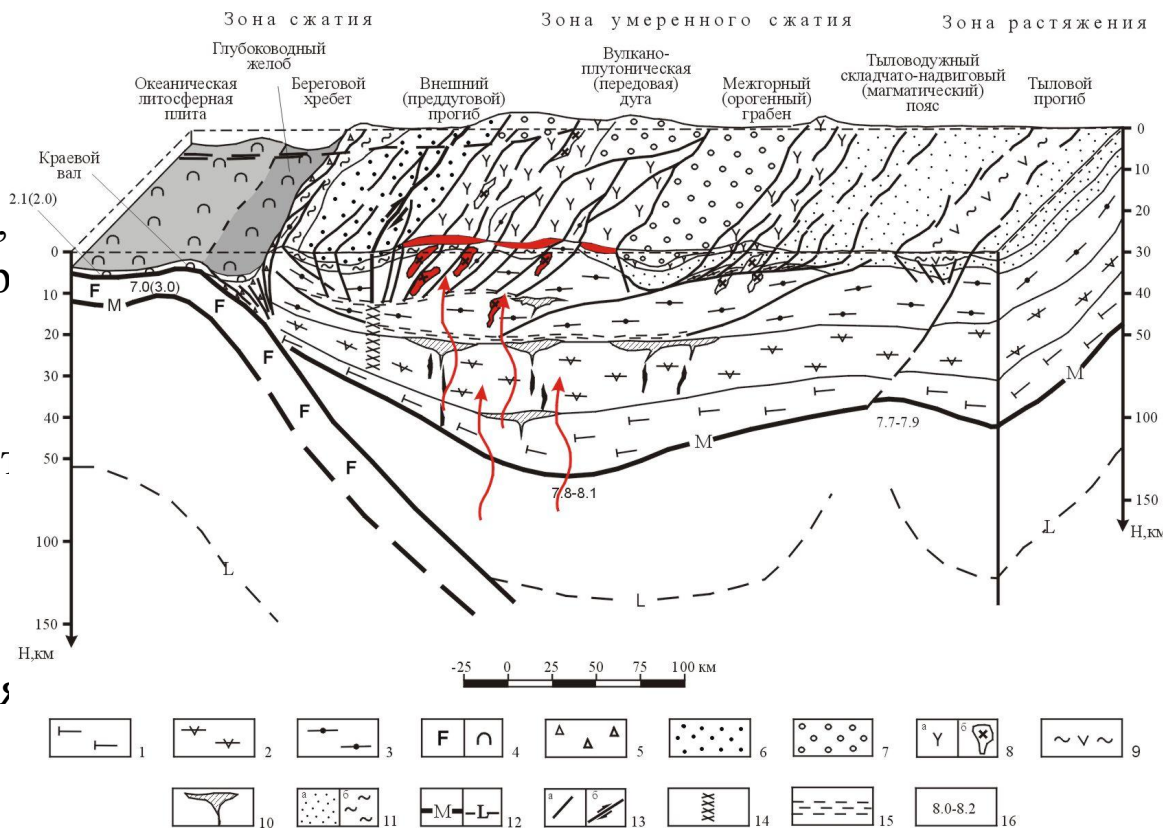 Зона сжатия
Зона умеренного сжатия
Зона растяжения
Океаническая
литосферная
плита
Глубоководный
желоб
Береговой
хребет
Внешний
(преддуговой)
прогиб
Вулкано-
плутоническая
(передовая)
дуга
Межгорный
(орогенный)
грабен
Тыловодужный
складчато-надвиговый
(магматический)
пояс
Тыловой
прогиб
Краевой
вал
2.1(2.0)
7.0(3.0)
0
10
20
30
40
50
100
150
Н,км
0
10
20
30
40
50
100
150
Н,км
F
M
F
F
F
M
M
7.8-8.1
7.7-7.9
L
L
L
-25 0 25 50 75 100 км
1
2
3
F 4
5
6
7
а б 8
9
10
а б 11
М L 12
а б 13
14
15
8.0-8.2 16